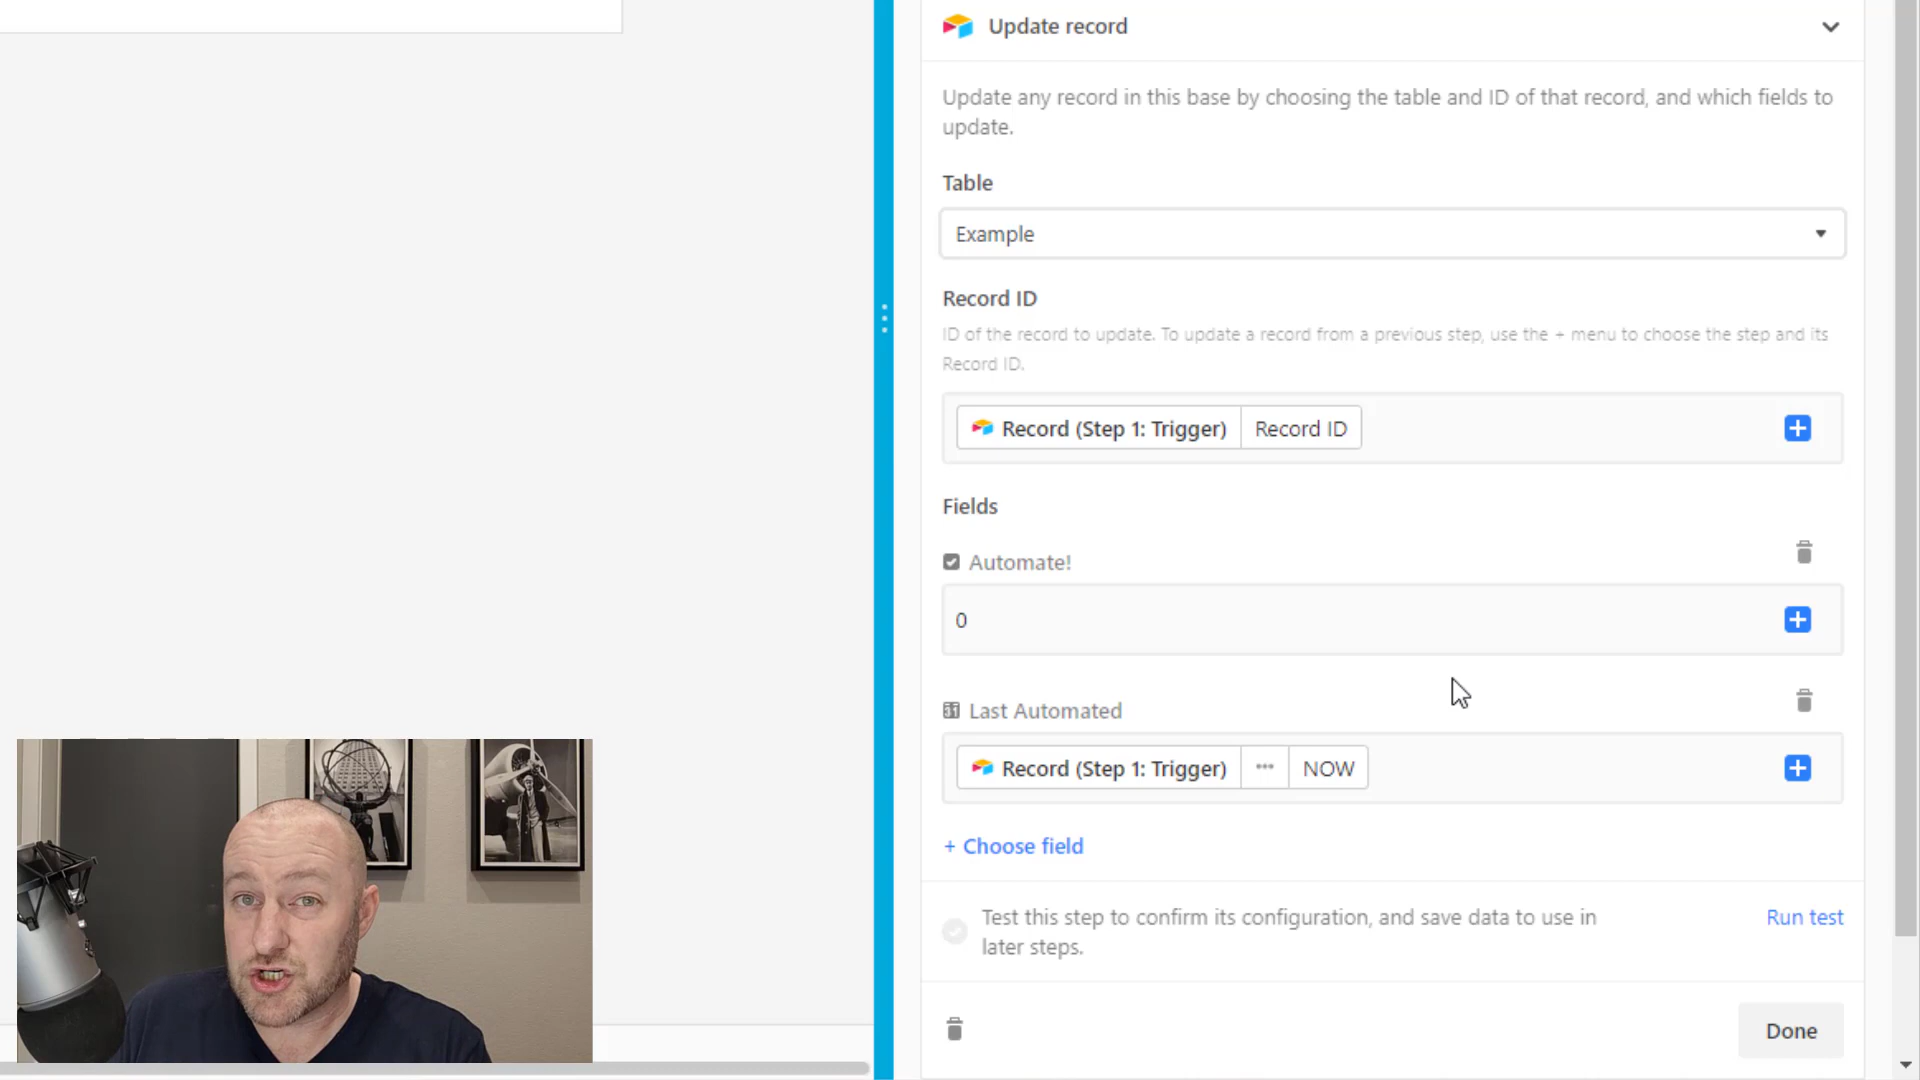 Update record
Update any record in this base by choosing the table and ID of that record, and which fields to
update.
Table
Example
Record ID
ID of the record to update. To update a record from a previous step, use the + menu to choose the step and its
Record ID.
Record (Step 1: Trigger) Record ID
Fields
Automate!
0
Last Automated
Record (Step 1: Trigger) ••• NOW
+ Choose field
Test this step to confirm its configuration, and save data to use in
later steps.
Run test
Done